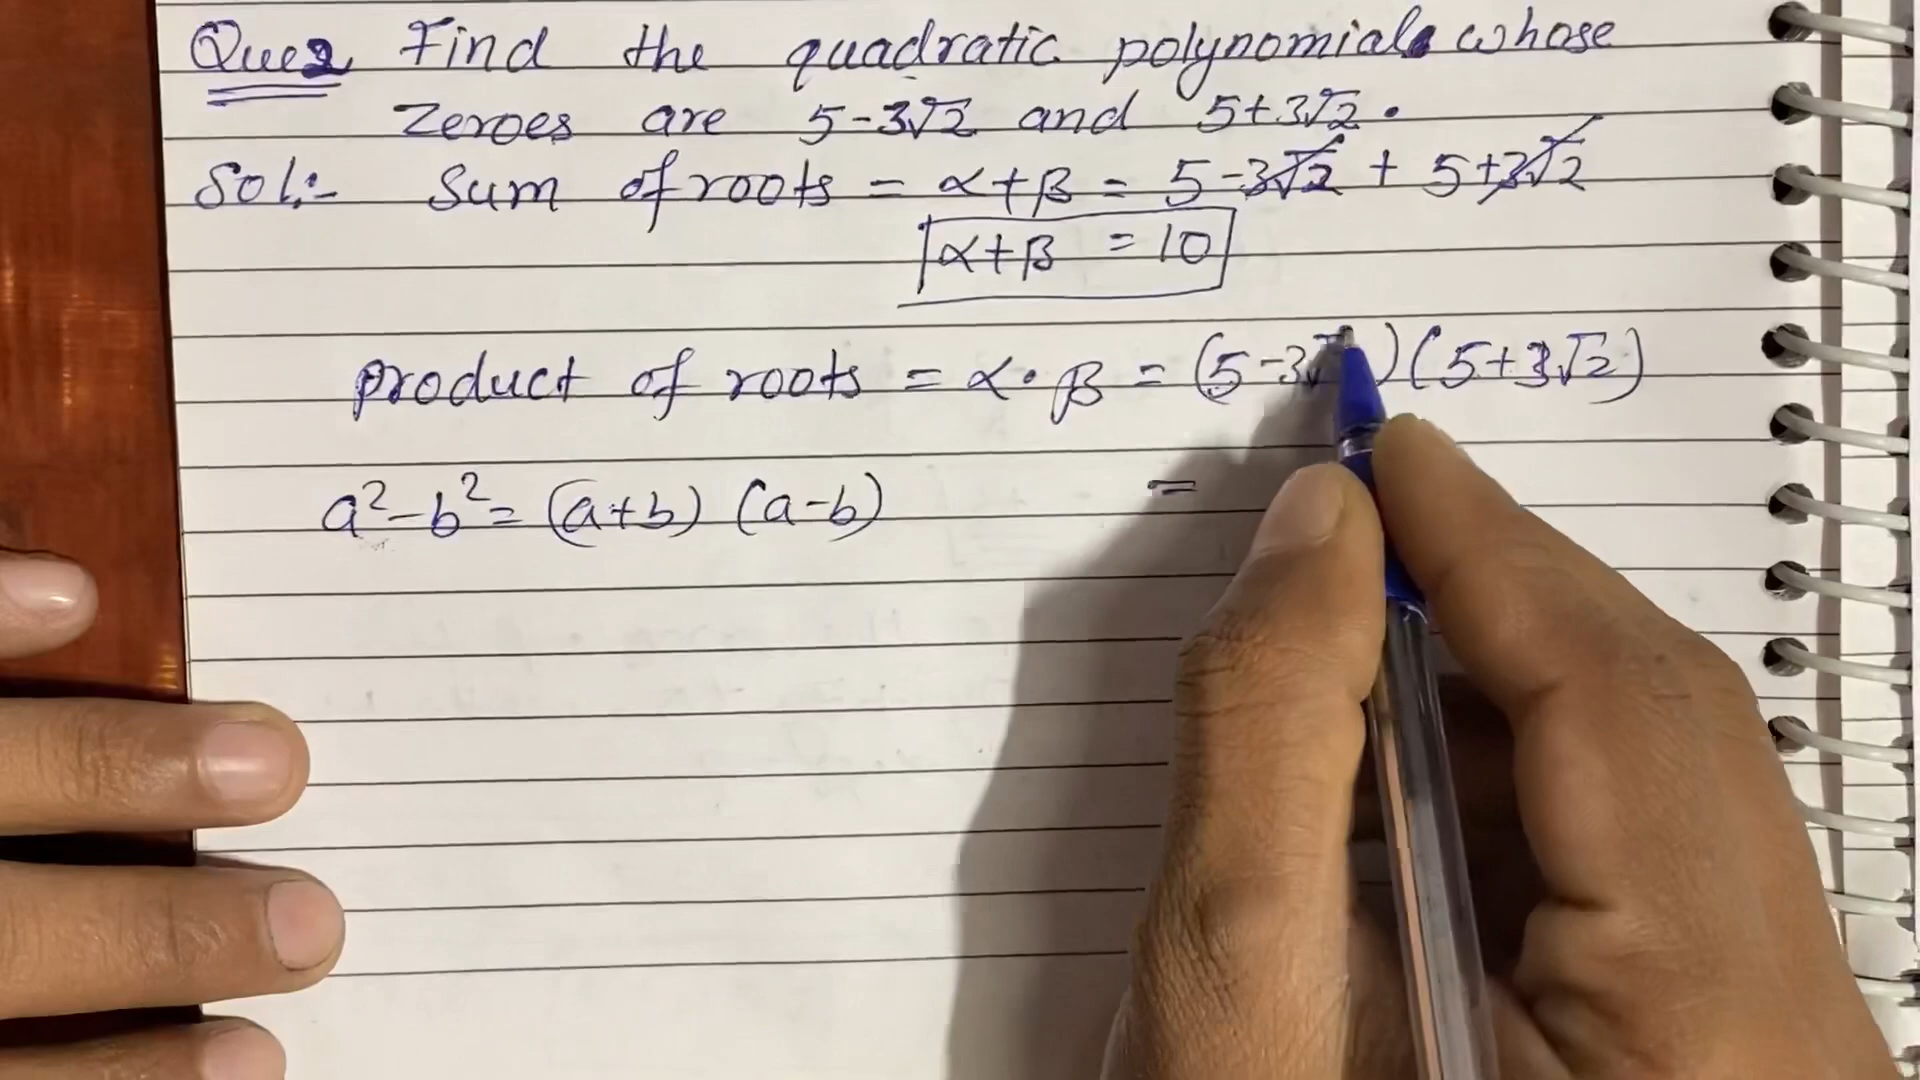 Que2 Find the quadratic polynomial whose
zeroes are 5-3√2 and 5+3√2.
Sol:- Sum of roots = α+β = 5-3√2 + 5+3√2
α+β = 10
product of roots = α·β = (5-3√ )(5+3√2)
a²-b² = (a+b) (a-b) =